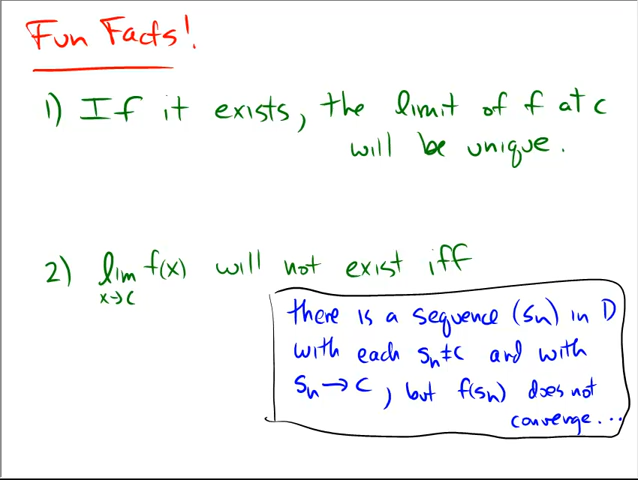 Fun Facts!
1) If it exists, the limit of f at c
will be unique.
2) lim f(x) will not exist iff
x→c
there is a sequence (sn) in D
with each sn≠c and with
sn → c, but f(sn) does not
converge...